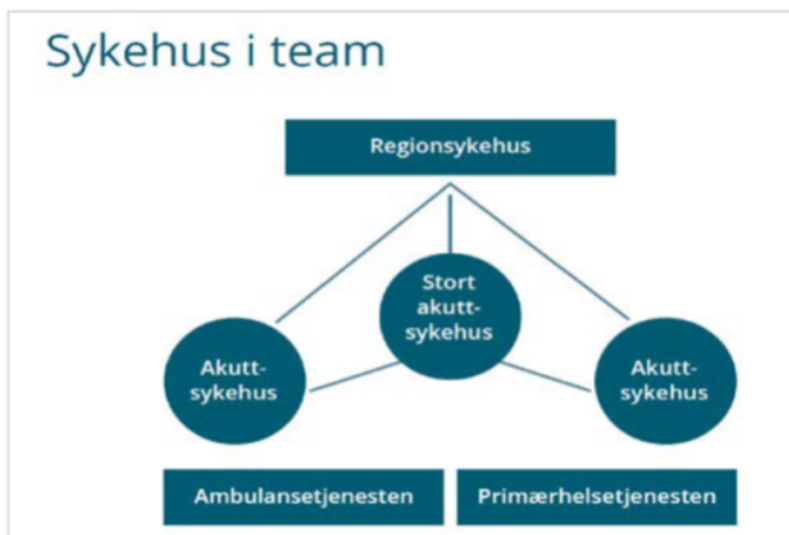 Sykehus i team
Regionsykehus
Stort
akutt-
sykehus
Akutt-
sykehus
Akutt-
sykehus
Ambulansetjenesten
Primærhelsetjenesten